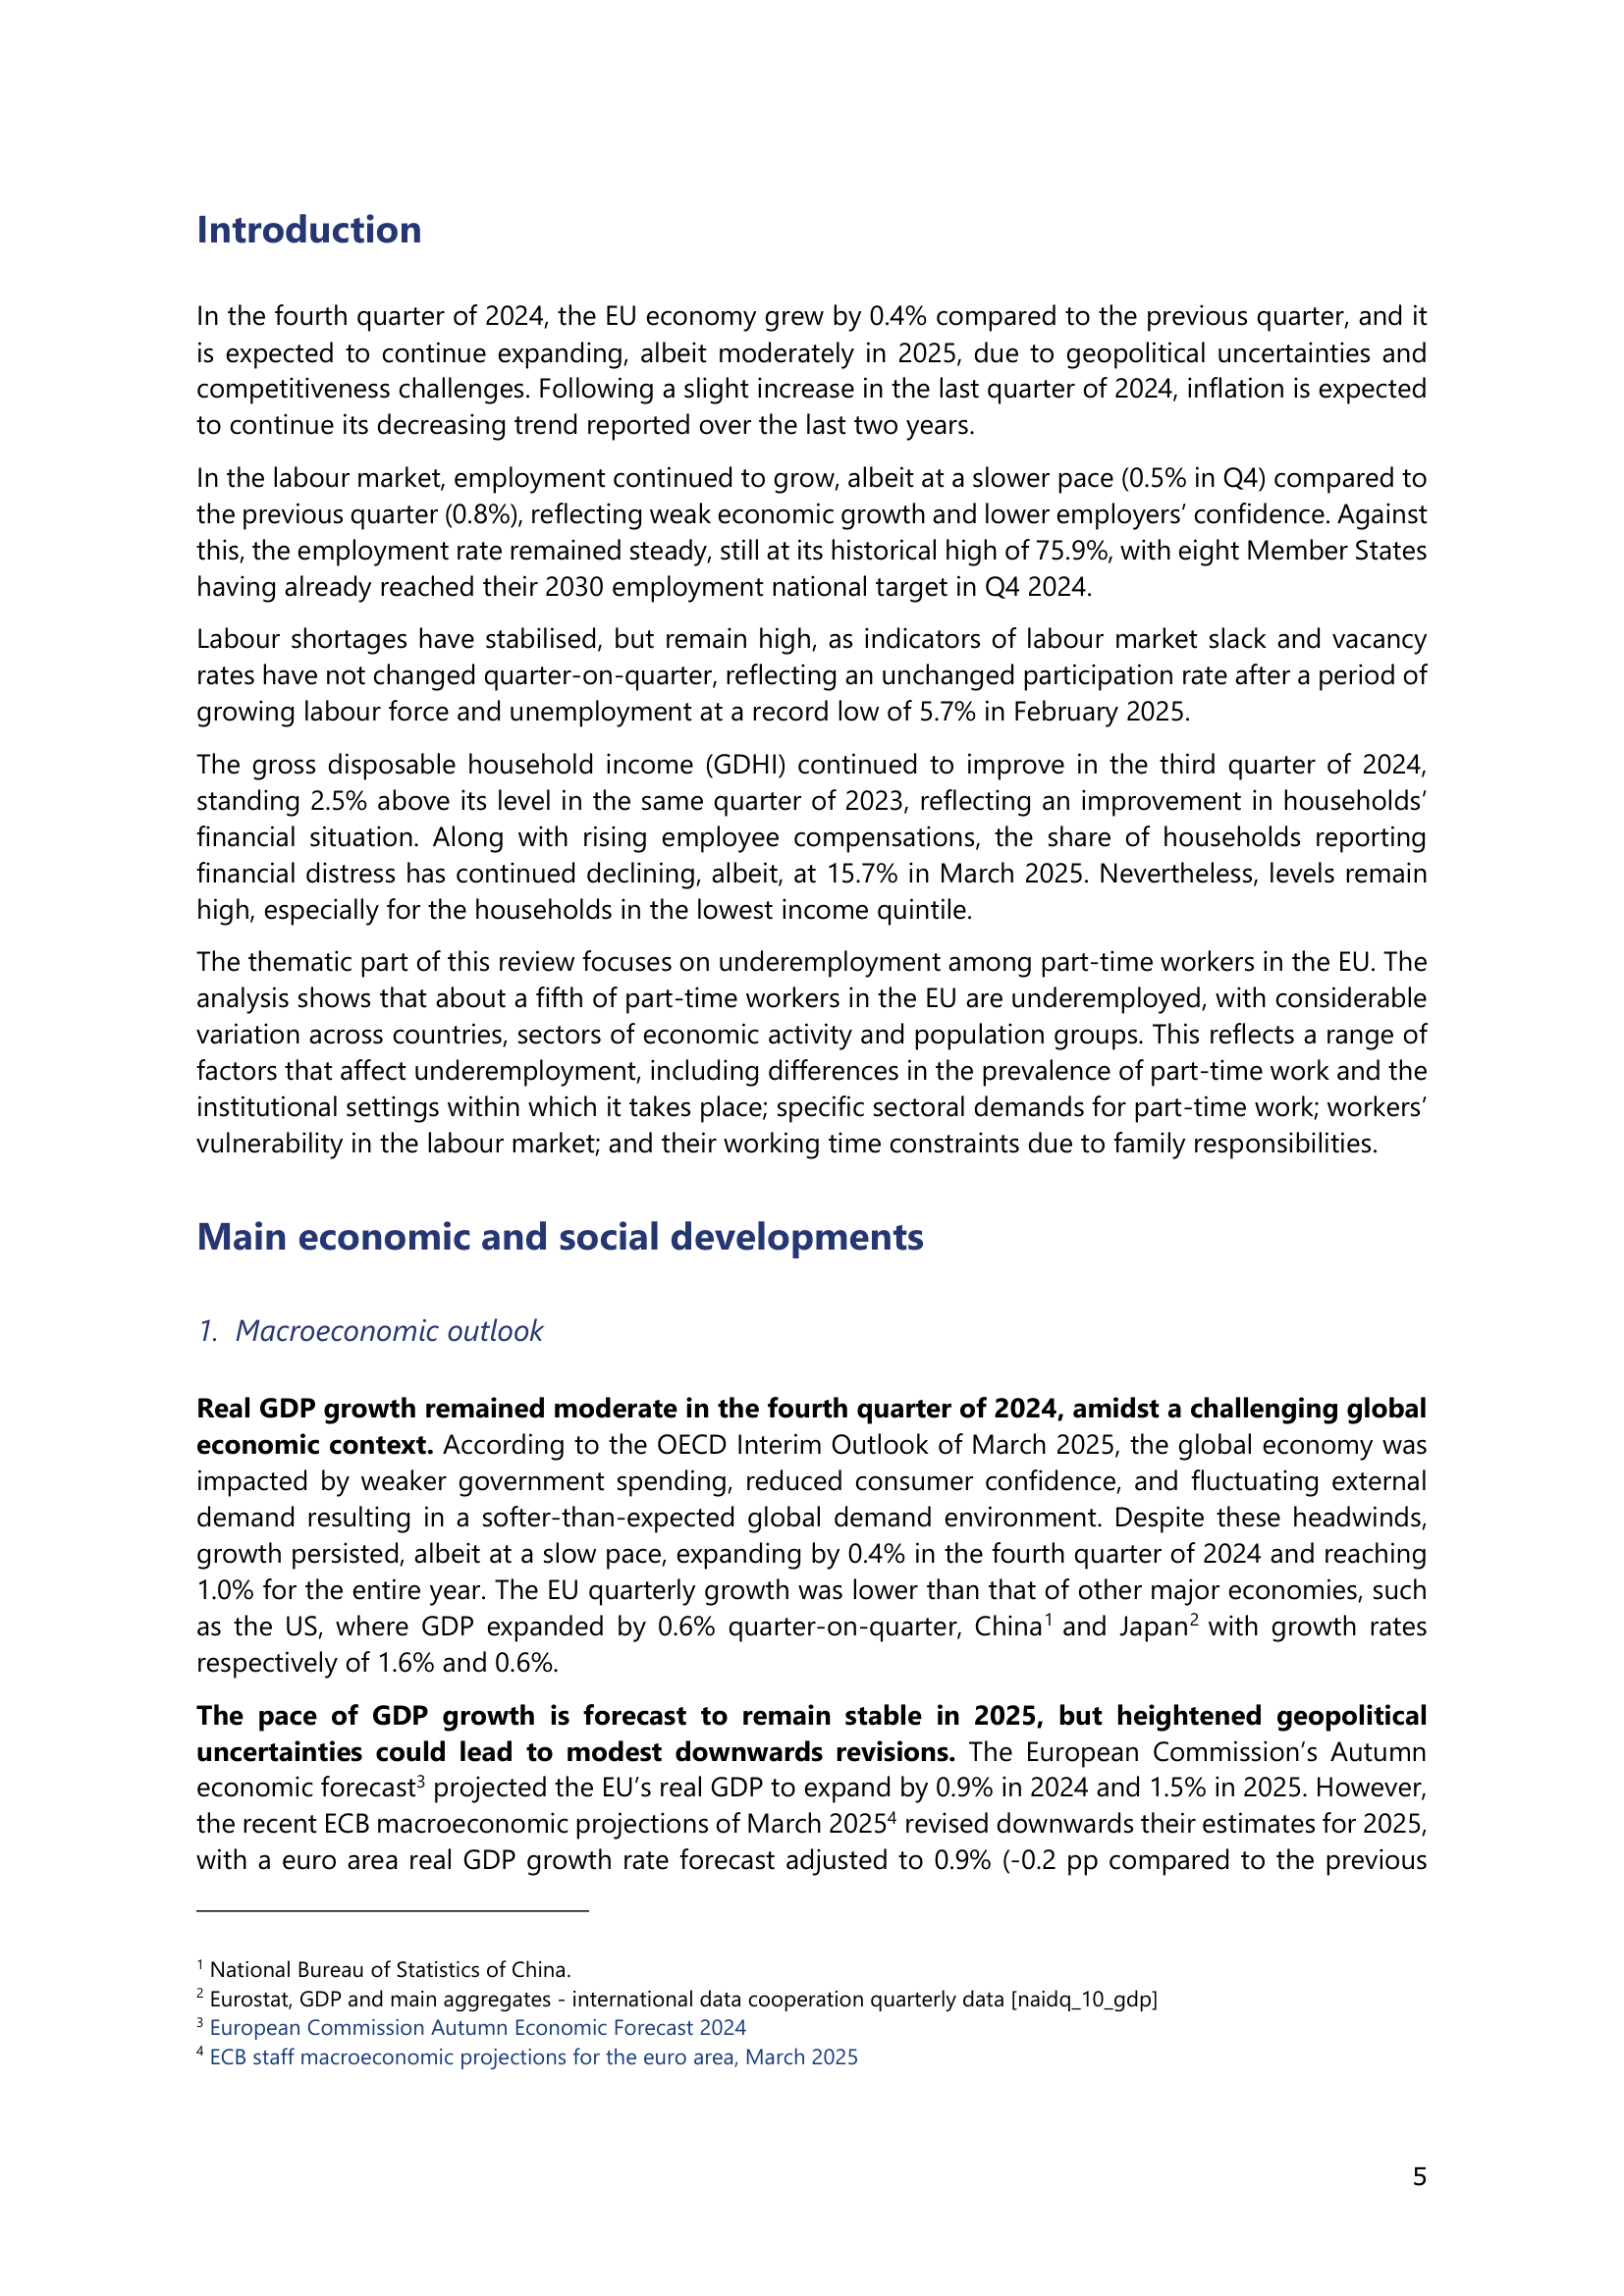 Introduction
In the fourth quarter of 2024, the EU economy grew by 0.4% compared to the previous quarter, and it
is expected to continue expanding, albeit moderately in 2025, due to geopolitical uncertainties and
competitiveness challenges. Following a slight increase in the last quarter of 2024, inflation is expected
to continue its decreasing trend reported over the last two years.
In the labour market, employment continued to grow, albeit at a slower pace (0.5% in Q4) compared to
the previous quarter (0.8%), reflecting weak economic growth and lower employers’ confidence. Against
this, the employment rate remained steady, still at its historical high of 75.9%, with eight Member States
having already reached their 2030 employment national target in Q4 2024.
Labour shortages have stabilised, but remain high, as indicators of labour market slack and vacancy
rates have not changed quarter-on-quarter, reflecting an unchanged participation rate after a period of
growing labour force and unemployment at a record low of 5.7% in February 2025.
The gross disposable household income (GDHI) continued to improve in the third quarter of 2024,
standing 2.5% above its level in the same quarter of 2023, reflecting an improvement in households’
financial situation. Along with rising employee compensations, the share of households reporting
financial distress has continued declining, albeit, at 15.7% in March 2025. Nevertheless, levels remain
high, especially for the households in the lowest income quintile.
The thematic part of this review focuses on underemployment among part-time workers in the EU. The
analysis shows that about a fifth of part-time workers in the EU are underemployed, with considerable
variation across countries, sectors of economic activity and population groups. This reflects a range of
factors that affect underemployment, including differences in the prevalence of part-time work and the
institutional settings within which it takes place; specific sectoral demands for part-time work; workers’
vulnerability in the labour market; and their working time constraints due to family responsibilities.
Main economic and social developments
1. Macroeconomic outlook
Real GDP growth remained moderate in the fourth quarter of 2024, amidst a challenging global
economic context. According to the OECD Interim Outlook of March 2025, the global economy was
impacted by weaker government spending, reduced consumer confidence, and fluctuating external
demand resulting in a softer-than-expected global demand environment. Despite these headwinds,
growth persisted, albeit at a slow pace, expanding by 0.4% in the fourth quarter of 2024 and reaching
1.0% for the entire year. The EU quarterly growth was lower than that of other major economies, such
as the US, where GDP expanded by 0.6% quarter-on-quarter, China1 and Japan2 with growth rates
respectively of 1.6% and 0.6%.
The pace of GDP growth is forecast to remain stable in 2025, but heightened geopolitical
uncertainties could lead to modest downwards revisions. The European Commission’s Autumn
economic forecast3 projected the EU’s real GDP to expand by 0.9% in 2024 and 1.5% in 2025. However,
the recent ECB macroeconomic projections of March 20254 revised downwards their estimates for 2025,
with a euro area real GDP growth rate forecast adjusted to 0.9% (-0.2 pp compared to the previous
1 National Bureau of Statistics of China.
2 Eurostat, GDP and main aggregates - international data cooperation quarterly data [naidq_10_gdp]
3 European Commission Autumn Economic Forecast 2024
4 ECB staff macroeconomic projections for the euro area, March 2025
5